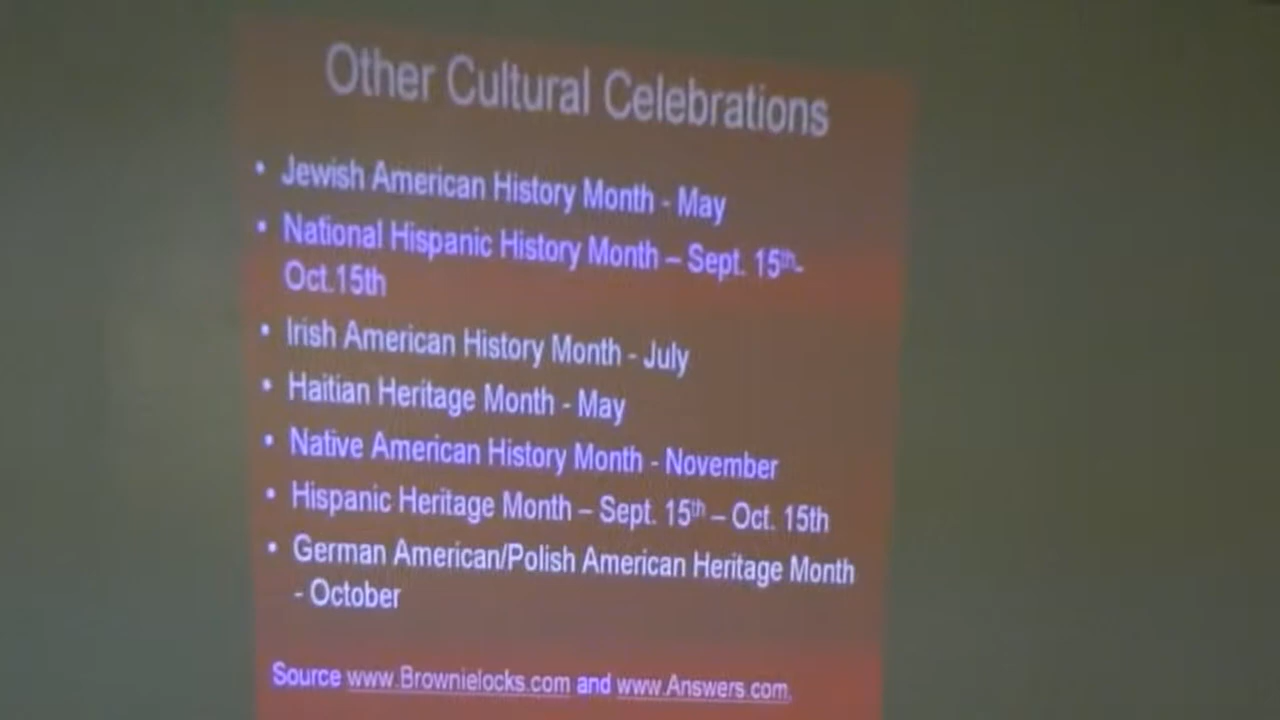 Other Cultural Celebrations
• Jewish American History Month - May
• National Hispanic History Month – Sept. 15th-
Oct.15th
• Irish American History Month - July
• Haitian Heritage Month - May
• Native American History Month - November
• Hispanic Heritage Month – Sept. 15th – Oct. 15th
• German American/Polish American Heritage Month
- October
Source www.Brownielocks.com and www.Answers.com.